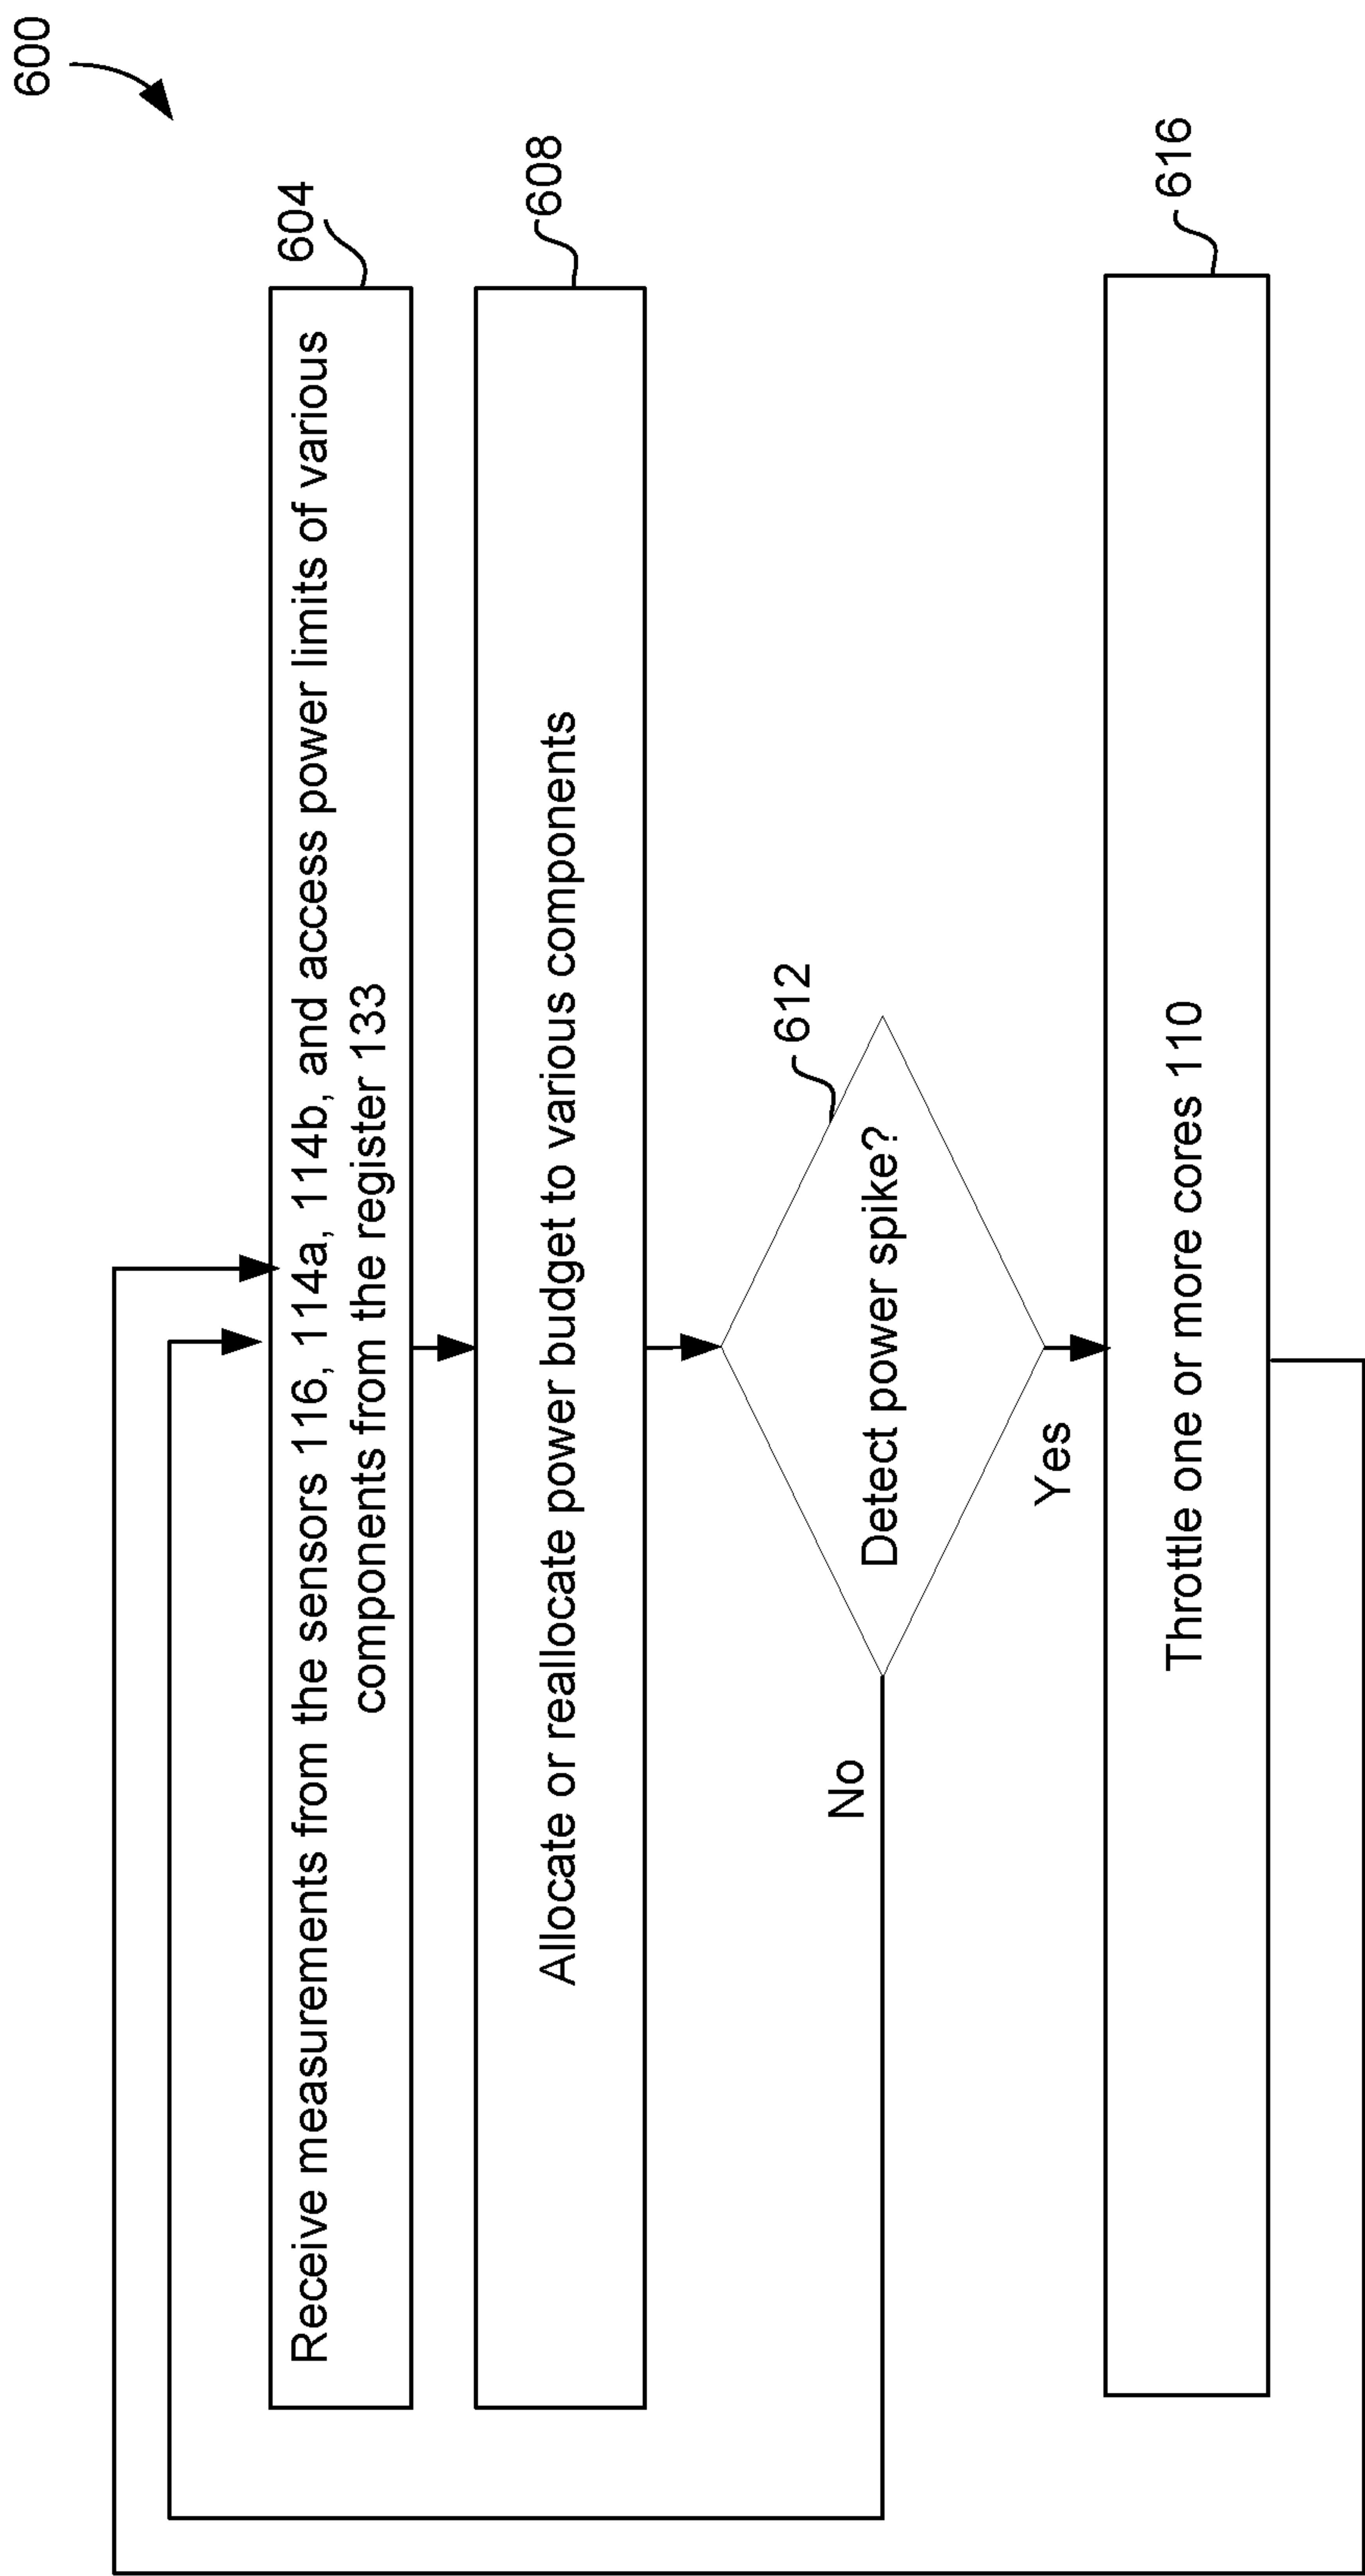 600
604
Receive measurements from the sensors 116, 114a, 114b, and access power limits of various
components from the register 133
608
Allocate or reallocate power budget to various components
612
Detect power spike?
No
Yes
616
Throttle one or more cores 110